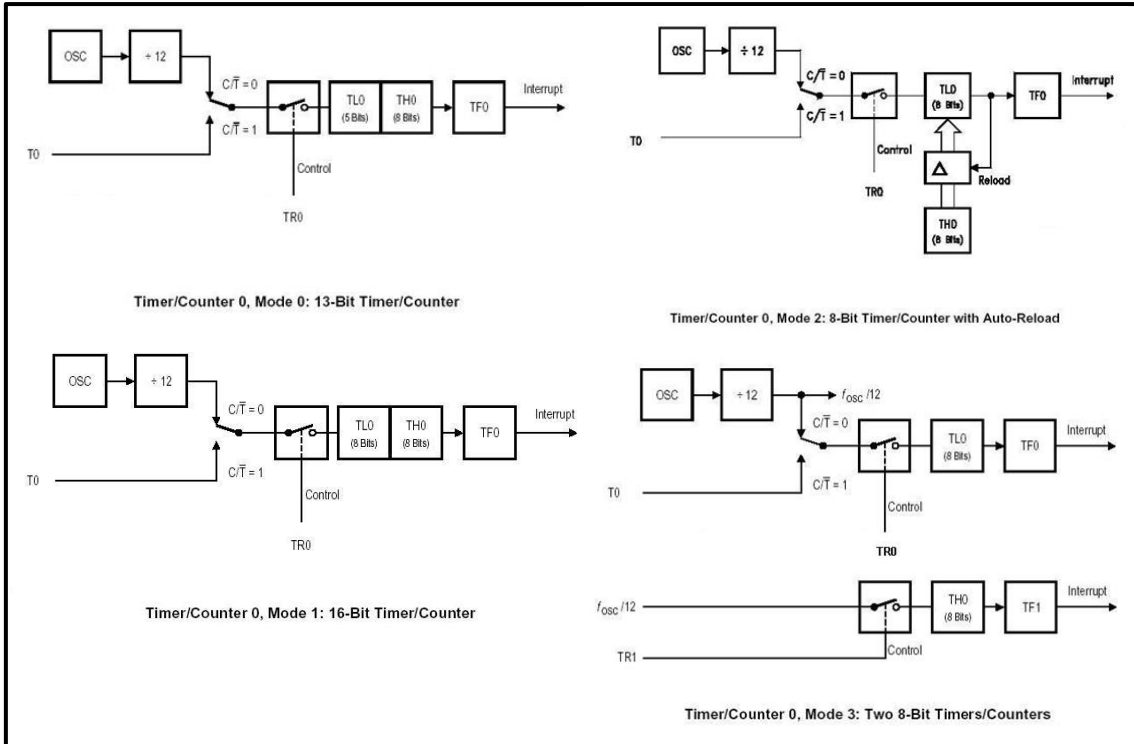 OSC
÷ 12
C/T̅ = 0
C/T̅ = 1
T0
TL0
(5 Bits)
TH0
(8 Bits)
TF0
Interrupt
Control
TR0
Timer/Counter 0, Mode 0: 13-Bit Timer/Counter
OSC
÷ 12
C/T̅ = 0
C/T̅ = 1
T0
TL0
(8 Bits)
TH0
(8 Bits)
TF0
Interrupt
Control
TR0
Timer/Counter 0, Mode 1: 16-Bit Timer/Counter
OSC
÷ 12
C/T̅ = 0
C/T̅ = 1
T0
TL0
(8 Bits)
TF0
Interrupt
Control
TR0
Reload
TH0
(8 Bits)
Timer/Counter 0, Mode 2: 8-Bit Timer/Counter with Auto-Reload
OSC
÷ 12
fOSC /12
C/T̅ = 0
C/T̅ = 1
T0
TL0
(8 Bits)
TF0
Interrupt
Control
TR0
fOSC /12
TR1
TH0
(8 Bits)
TF1
Interrupt
Control
Timer/Counter 0, Mode 3: Two 8-Bit Timers/Counters